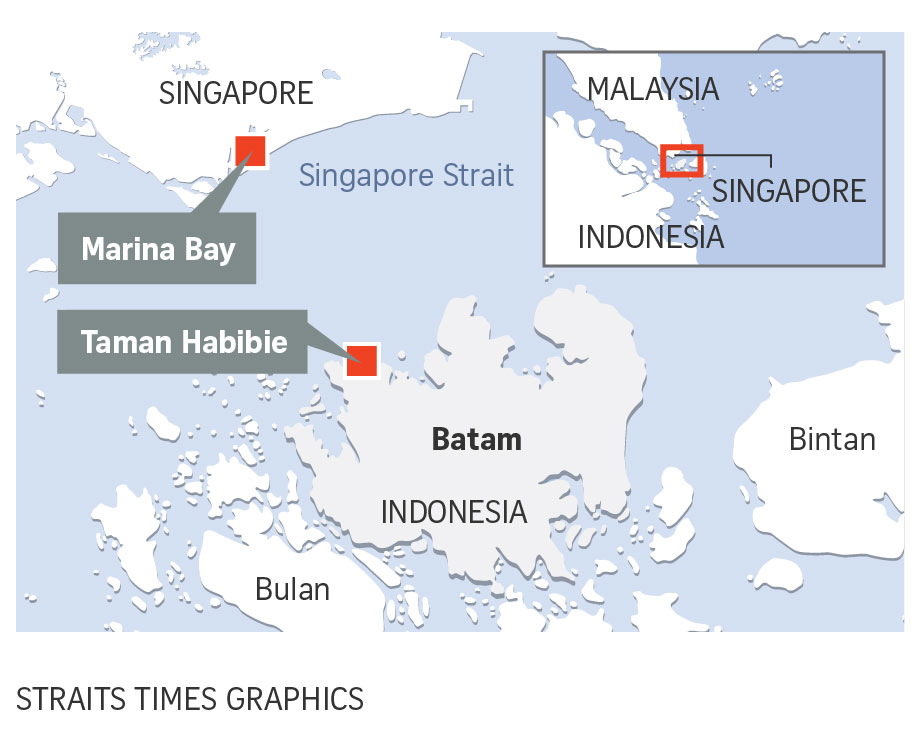 SINGAPORE
MALAYSIA
Singapore Strait
SINGAPORE
INDONESIA
Marina Bay
Taman Habibie
Batam
Bintan
INDONESIA
Bulan
STRAITS TIMES GRAPHICS